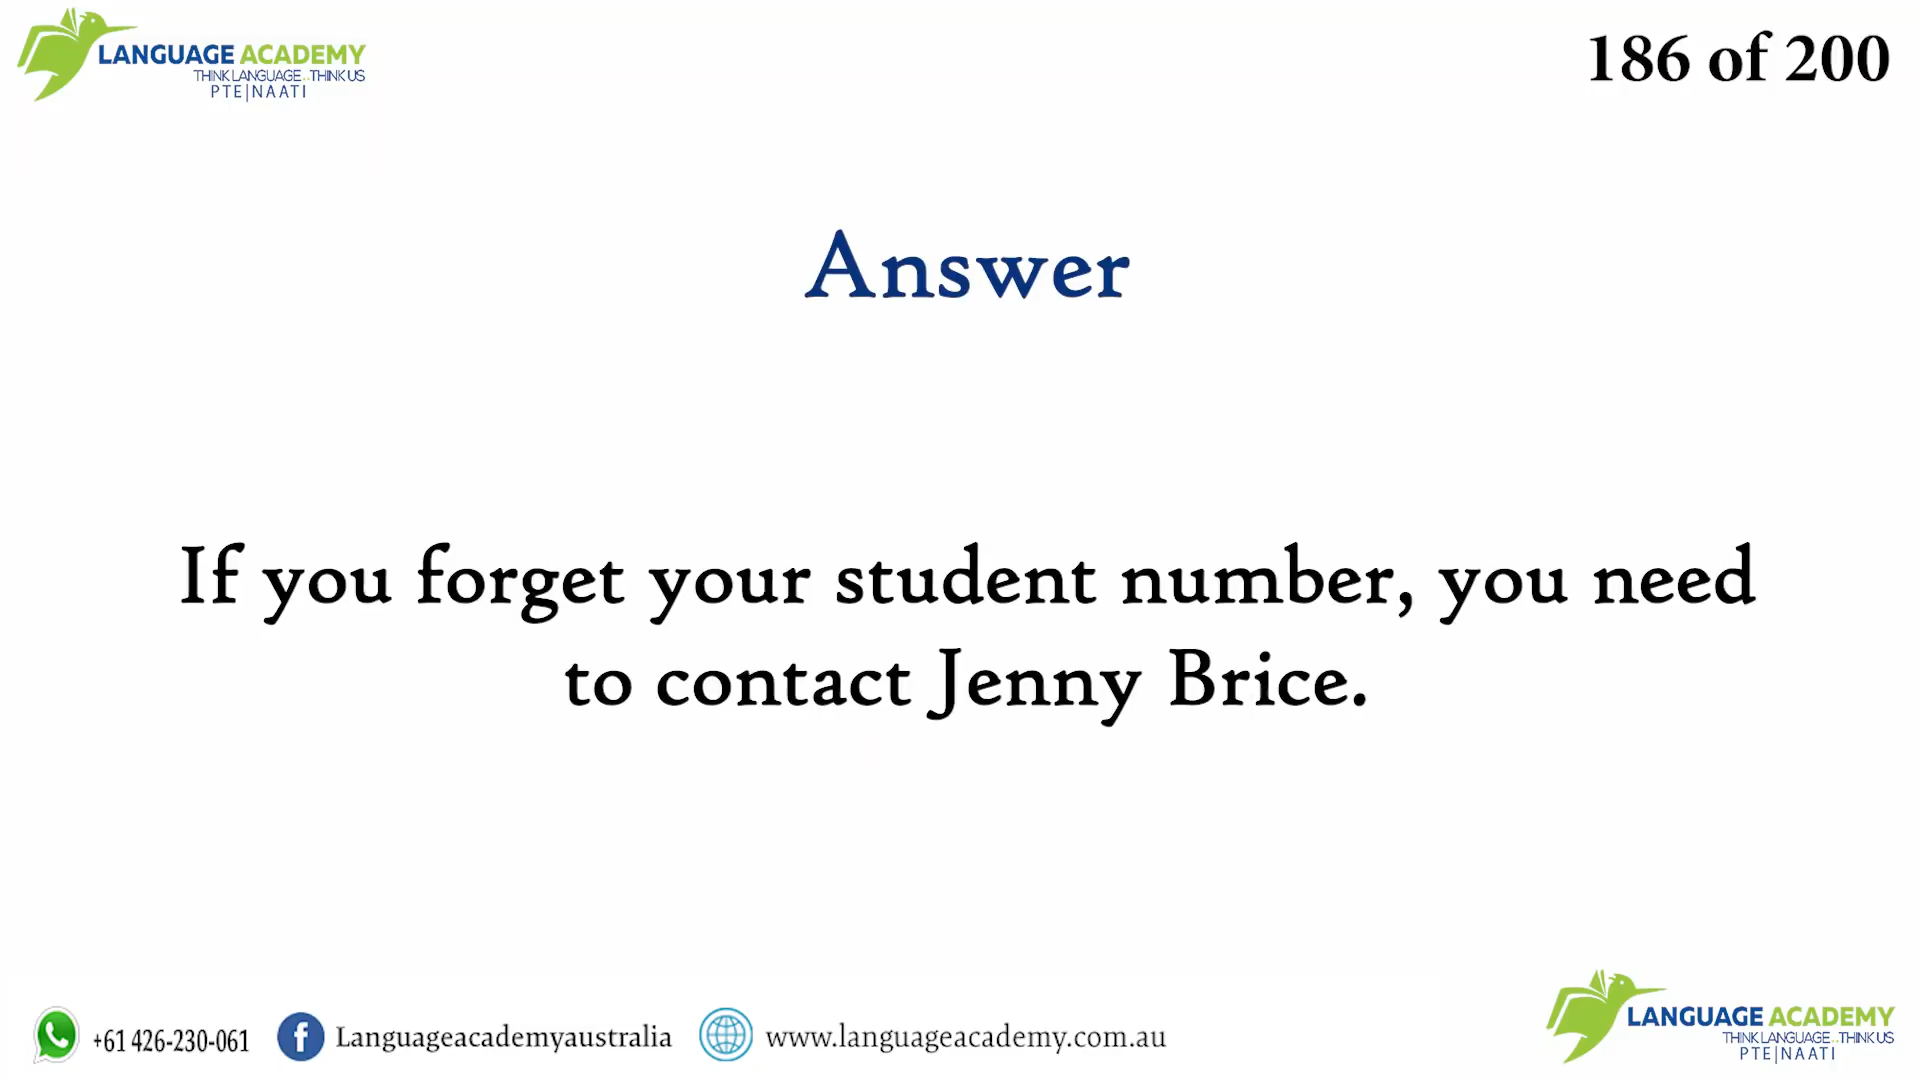 LANGUAGE ACADEMY
THINK LANGUAGE..THINK US
PTE|NAATI
186 of 200
Answer
If you forget your student number, you need
to contact Jenny Brice.
+61 426-230-061
Languageacademyaustralia
www.languageacademy.com.au
LANGUAGE ACADEMY
THINK LANGUAGE..THINK US
PTE|NAATI